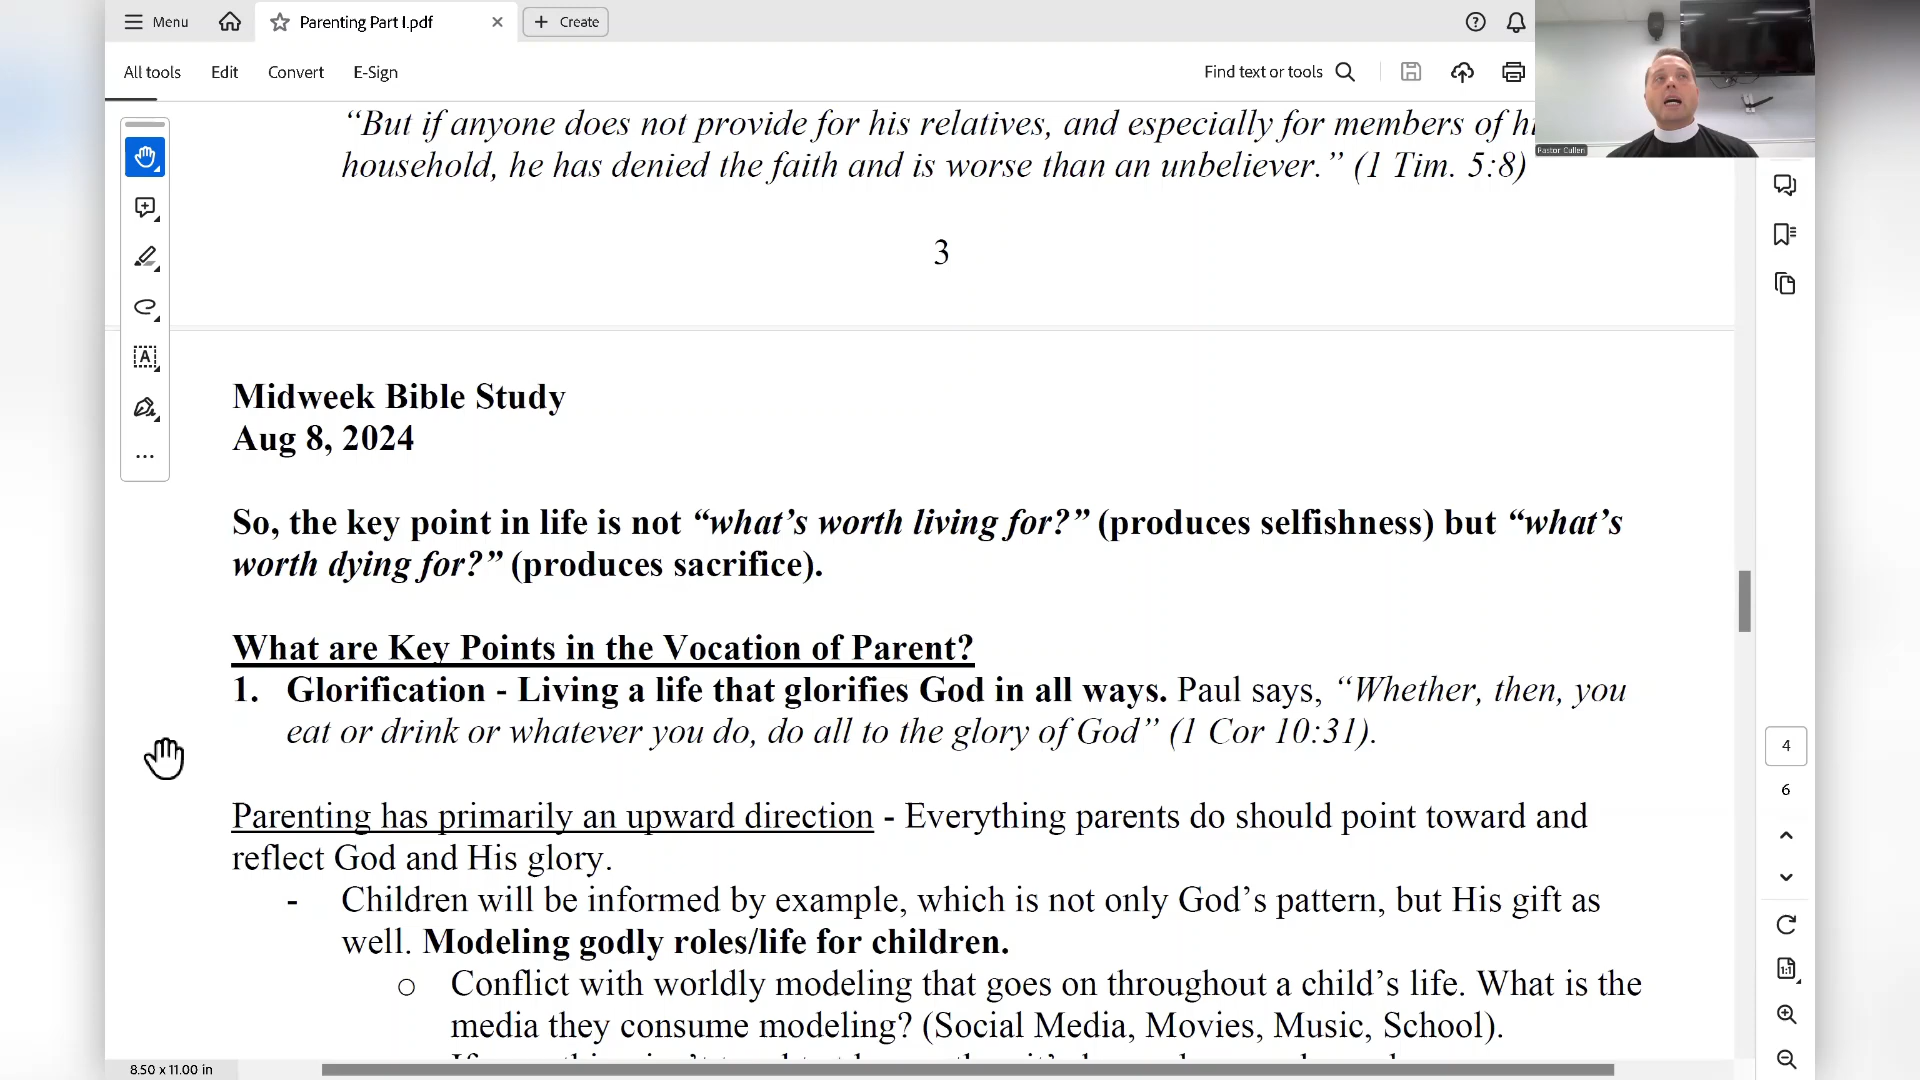 Menu
Parenting Part I.pdf
Create
All tools
Edit
Convert
E-Sign
Find text or tools
Pastor Cullen
“But if anyone does not provide for his relatives, and especially for members of
household, he has denied the faith and is worse than an unbeliever.” (1 Tim. 5:8)
3
Midweek Bible Study
Aug 8, 2024
So, the key point in life is not “what’s worth living for?” (produces selfishness) but “what’s
worth dying for?” (produces sacrifice).
What are Key Points in the Vocation of Parent?
1. Glorification - Living a life that glorifies God in all ways. Paul says, “Whether, then, you
eat or drink or whatever you do, do all to the glory of God” (1 Cor 10:31).
Parenting has primarily an upward direction - Everything parents do should point toward and
reflect God and His glory.
- Children will be informed by example, which is not only God’s pattern, but His gift as
well. Modeling godly roles/life for children.
○ Conflict with worldly modeling that goes on throughout a child’s life. What is the
media they consume modeling? (Social Media, Movies, Music, School).
4
6
8.50 x 11.00 in